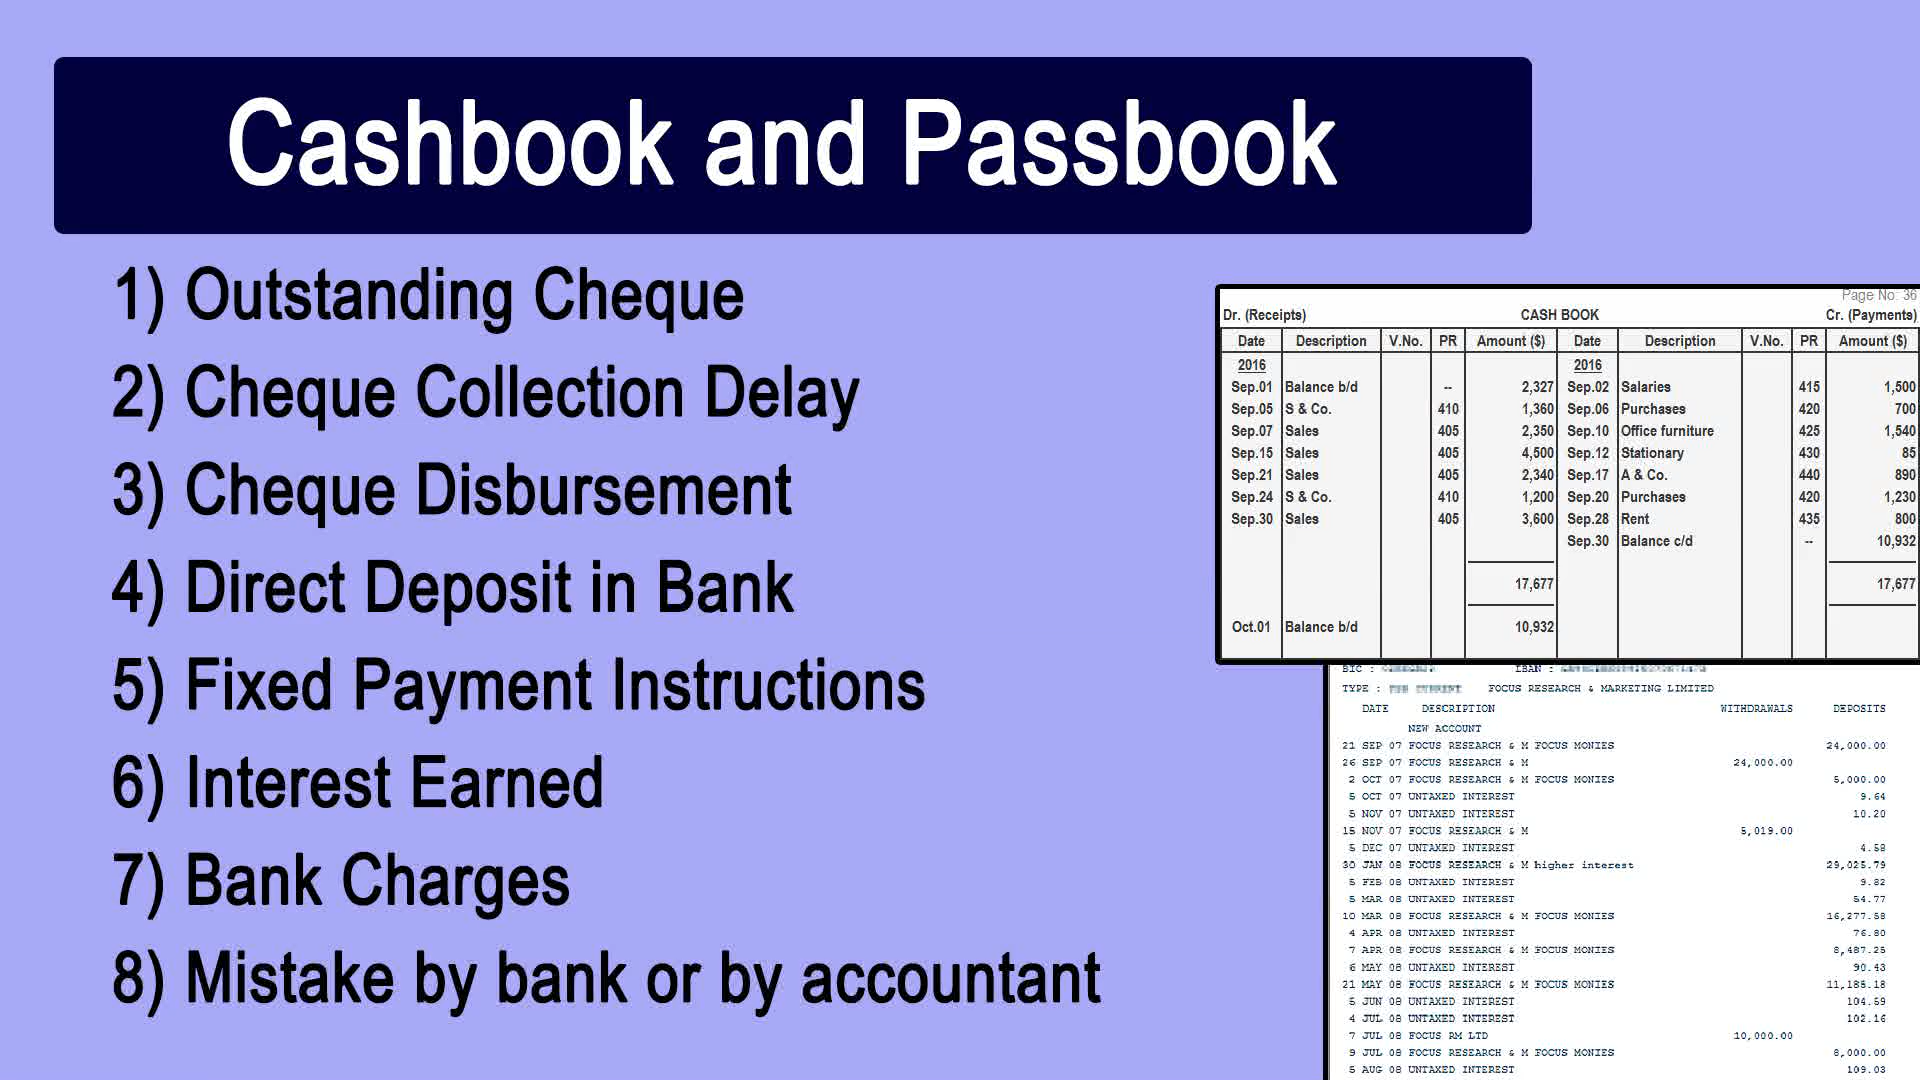 Cashbook and Passbook
1) Outstanding Cheque
2) Cheque Collection Delay
3) Cheque Disbursement
4) Direct Deposit in Bank
5) Fixed Payment Instructions
6) Interest Earned
7) Bank Charges
8) Mistake by bank or by accountant
Page No: 36
Dr. (Receipts) CASH BOOK Cr. (Payments)
Date Description V.No. PR Amount ($) Date Description V.No. PR Amount ($)
2016 2016
Sep.01 Balance b/d -- 2,327 Sep.02 Salaries 415 1,500
Sep.05 S & Co. 410 1,360 Sep.06 Purchases 420 700
Sep.07 Sales 405 2,350 Sep.10 Office furniture 425 1,540
Sep.15 Sales 405 4,500 Sep.12 Stationary 430 85
Sep.21 Sales 405 2,340 Sep.17 A & Co. 440 890
Sep.24 S & Co. 410 1,200 Sep.20 Purchases 420 1,230
Sep.30 Sales 405 3,600 Sep.28 Rent 435 800
Sep.30 Balance c/d -- 10,932
17,677 17,677
Oct.01 Balance b/d 10,932
BIC : IBAN :
TYPE : FOCUS RESEARCH & MARKETING LIMITED
DATE DESCRIPTION WITHDRAWALS DEPOSITS
NEW ACCOUNT
21 SEP 07 FOCUS RESEARCH & M FOCUS MONIES 24,000.00
26 SEP 07 FOCUS RESEARCH & M 24,000.00
2 OCT 07 FOCUS RESEARCH & M FOCUS MONIES 5,000.00
5 OCT 07 UNTAXED INTEREST 9.64
5 NOV 07 UNTAXED INTEREST 10.20
15 NOV 07 FOCUS RESEARCH & M 5,019.00
5 DEC 07 UNTAXED INTEREST 4.58
30 JAN 08 FOCUS RESEARCH & M higher interest 29,025.79
5 FEB 08 UNTAXED INTEREST 9.82
5 MAR 08 UNTAXED INTEREST 54.77
10 MAR 08 FOCUS RESEARCH & M FOCUS MONIES 16,277.58
4 APR 08 UNTAXED INTEREST 76.80
7 APR 08 FOCUS RESEARCH & M FOCUS MONIES 8,487.25
6 MAY 08 UNTAXED INTEREST 90.43
21 MAY 08 FOCUS RESEARCH & M FOCUS MONIES 11,185.18
5 JUN 08 UNTAXED INTEREST 104.59
4 JUL 08 UNTAXED INTEREST 102.16
7 JUL 08 FOCUS RM LTD 10,000.00
9 JUL 08 FOCUS RESEARCH & M FOCUS MONIES 8,000.00
5 AUG 08 UNTAXED INTEREST 109.03